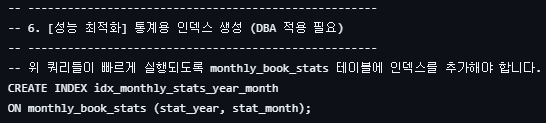 -- --------------------------------------------------
-- 6. [성능 최적화] 통계용 인덱스 생성 (DBA 적용 필요)
-- --------------------------------------------------
-- 위 쿼리들이 빠르게 실행되도록 monthly_book_stats 테이블에 인덱스를 추가해야 합니다.
CREATE INDEX idx_monthly_stats_year_month
ON monthly_book_stats (stat_year, stat_month);